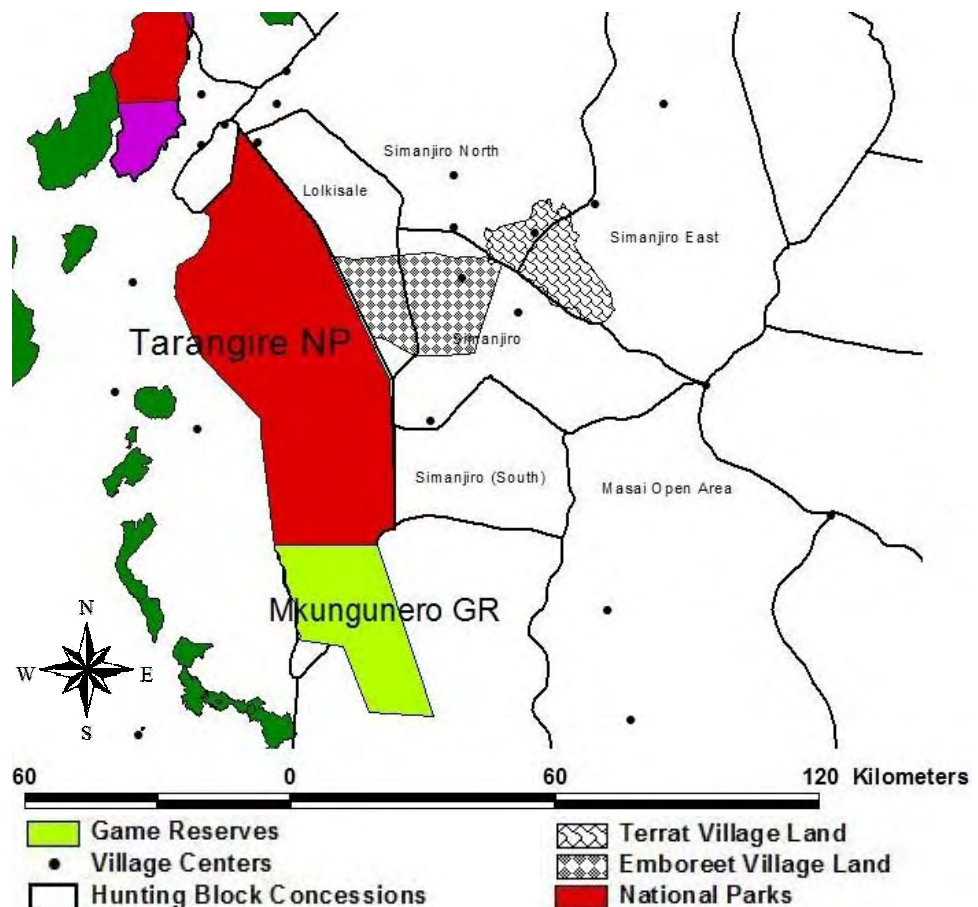 Simanjiro North
Lolkisale
Simanjiro East
Tarangire NP
Simanjiro
Simanjiro (South)
Masai Open Area
Mkungunero GR
N
W E
S
60 0 60 120 Kilometers
Game Reserves
Village Centers
Hunting Block Concessions
Terrat Village Land
Emboreet Village Land
National Parks